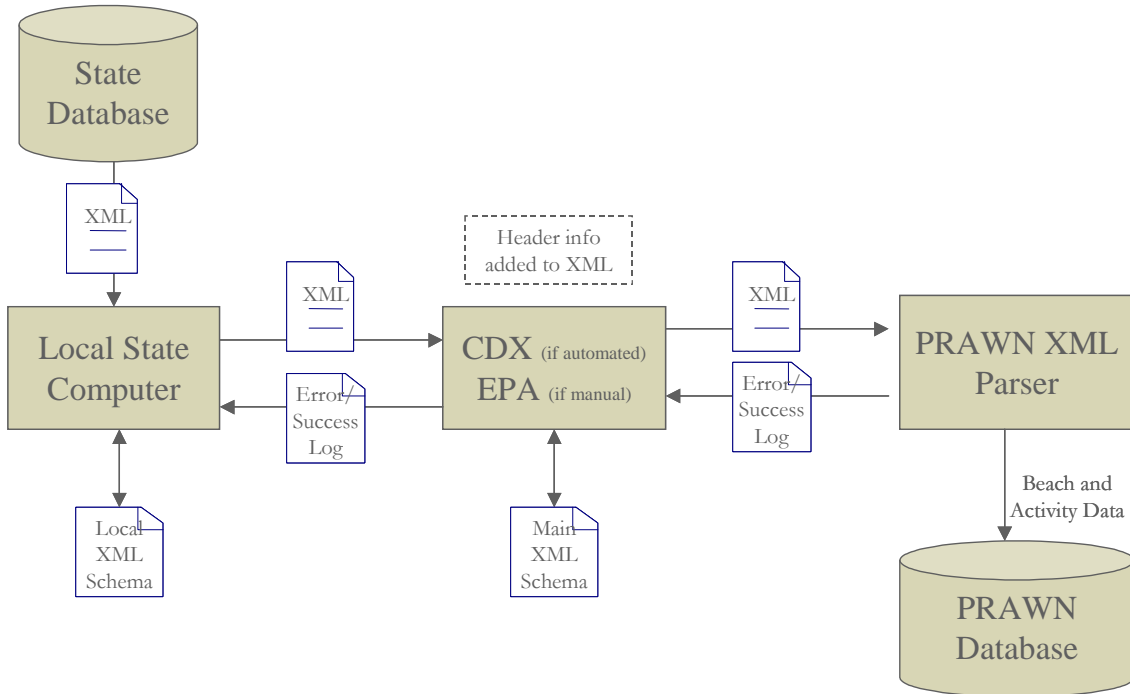 State
Database
XML
Header info
added to XML
XML
XML
Local State
Computer
CDX (if automated)
EPA (if manual)
PRAWN XML
Parser
Error/
Success
Log
Error/
Success
Log
Local
XML
Schema
Main
XML
Schema
Beach and
Activity Data
PRAWN
Database